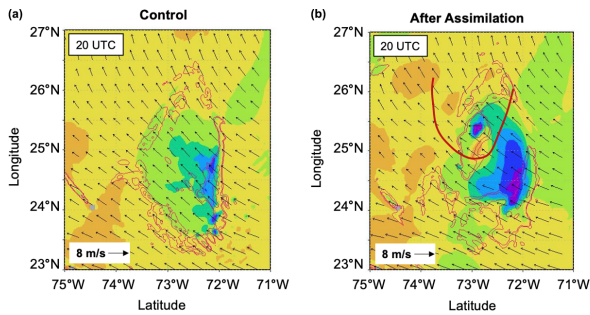 (a) Control
20 UTC
27°N
26°N
25°N
24°N
23°N
Longitude
8 m/s
75°W 74°W 73°W 72°W 71°W
Latitude
(b) After Assimilation
20 UTC
27°N
26°N
25°N
24°N
23°N
Longitude
8 m/s
75°W 74°W 73°W 72°W 71°W
Latitude